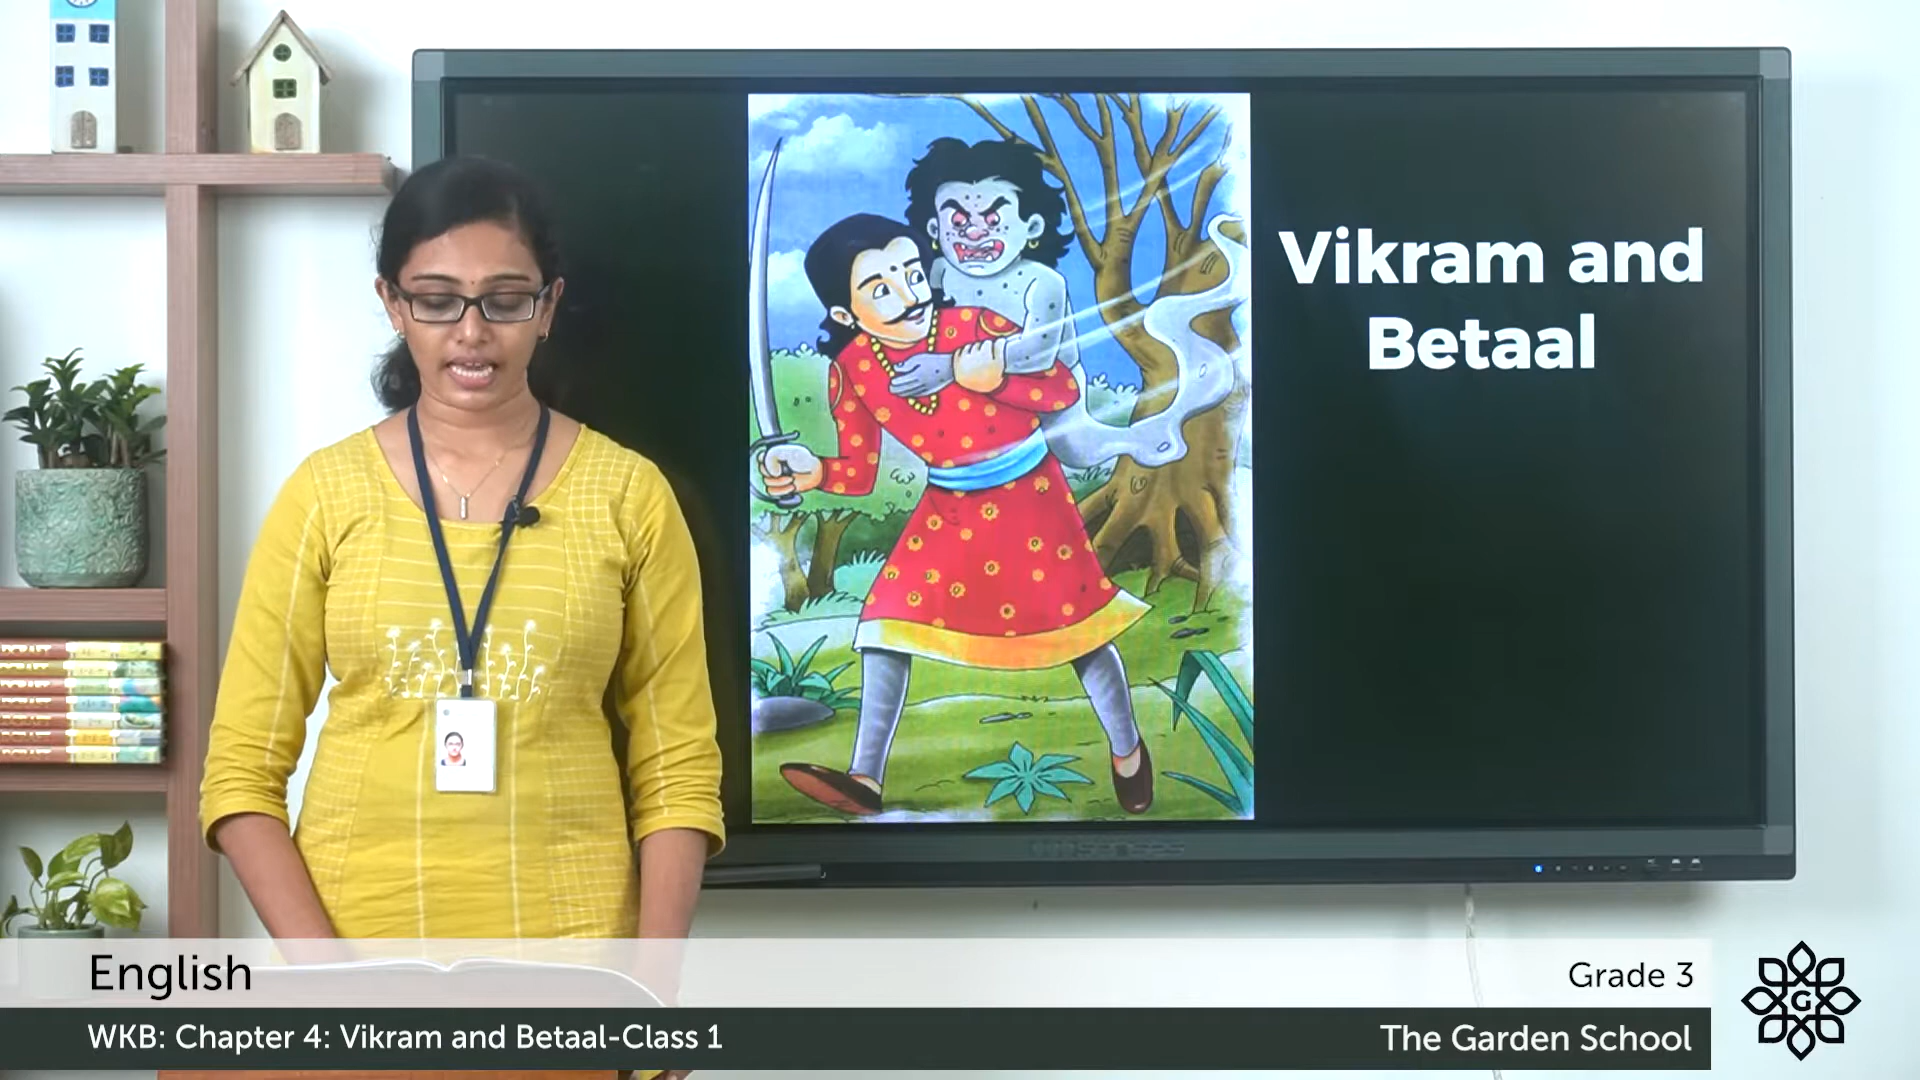 Vikram and
Betaal
English
Grade 3
WKB: Chapter 4: Vikram and Betaal-Class 1
The Garden School
G